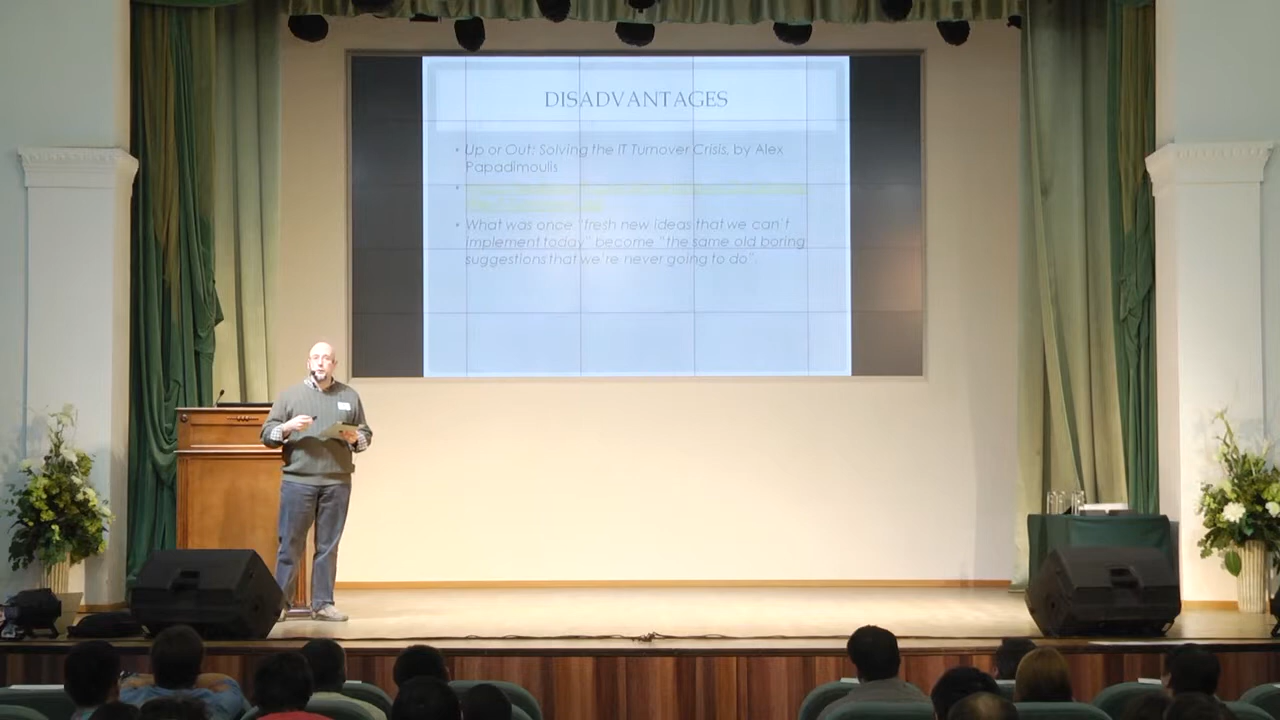 DISADVANTAGES
Up or Out: Solving the IT Turnover Crisis, by Alex
Papadimoulis
What was once "fresh new ideas that we can't
implement today" become "the same old boring
suggestions that we're never going to do".